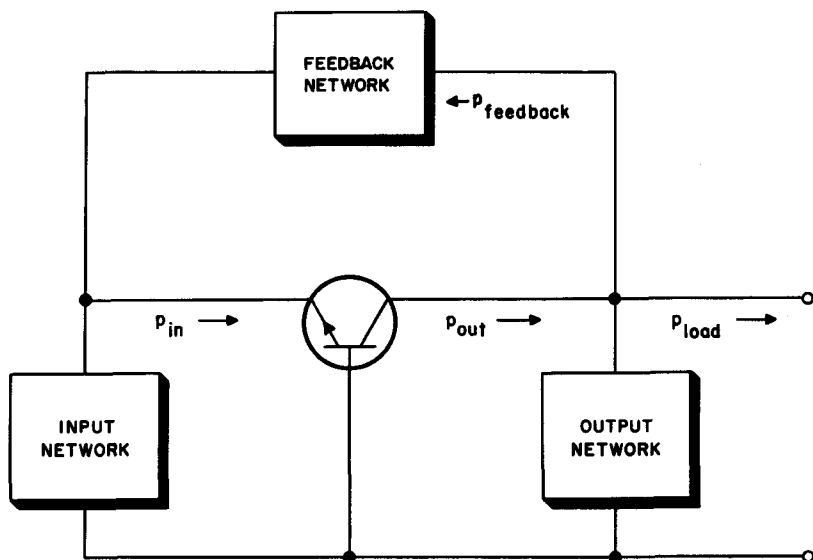 FEEDBACK
NETWORK
p feedback
p in
p out
p load
INPUT
NETWORK
OUTPUT
NETWORK